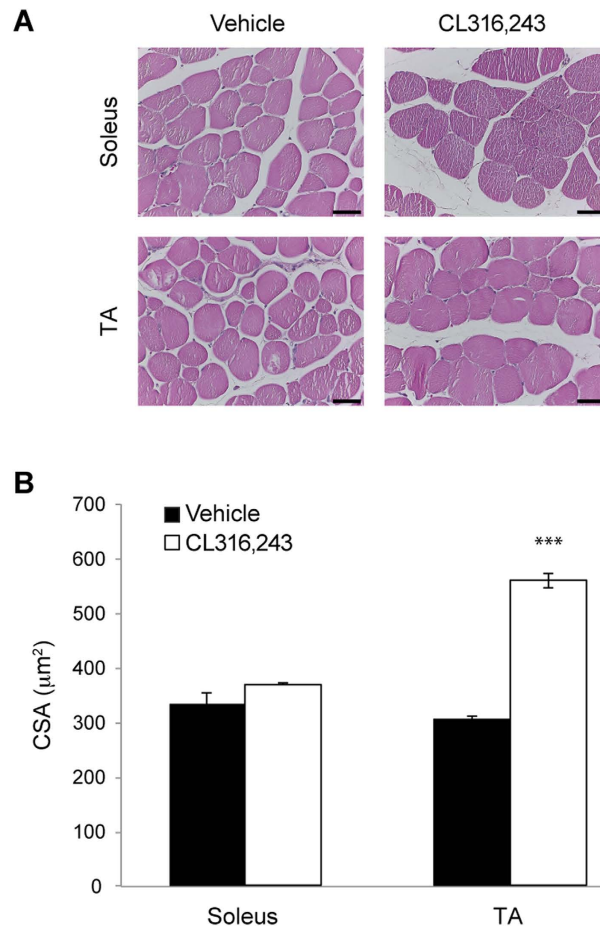 A
Vehicle CL316,243
Soleus
TA
B
700
600
500
400
300
200
100
0
CSA (μm²)
Vehicle
CL316,243
***
Soleus TA